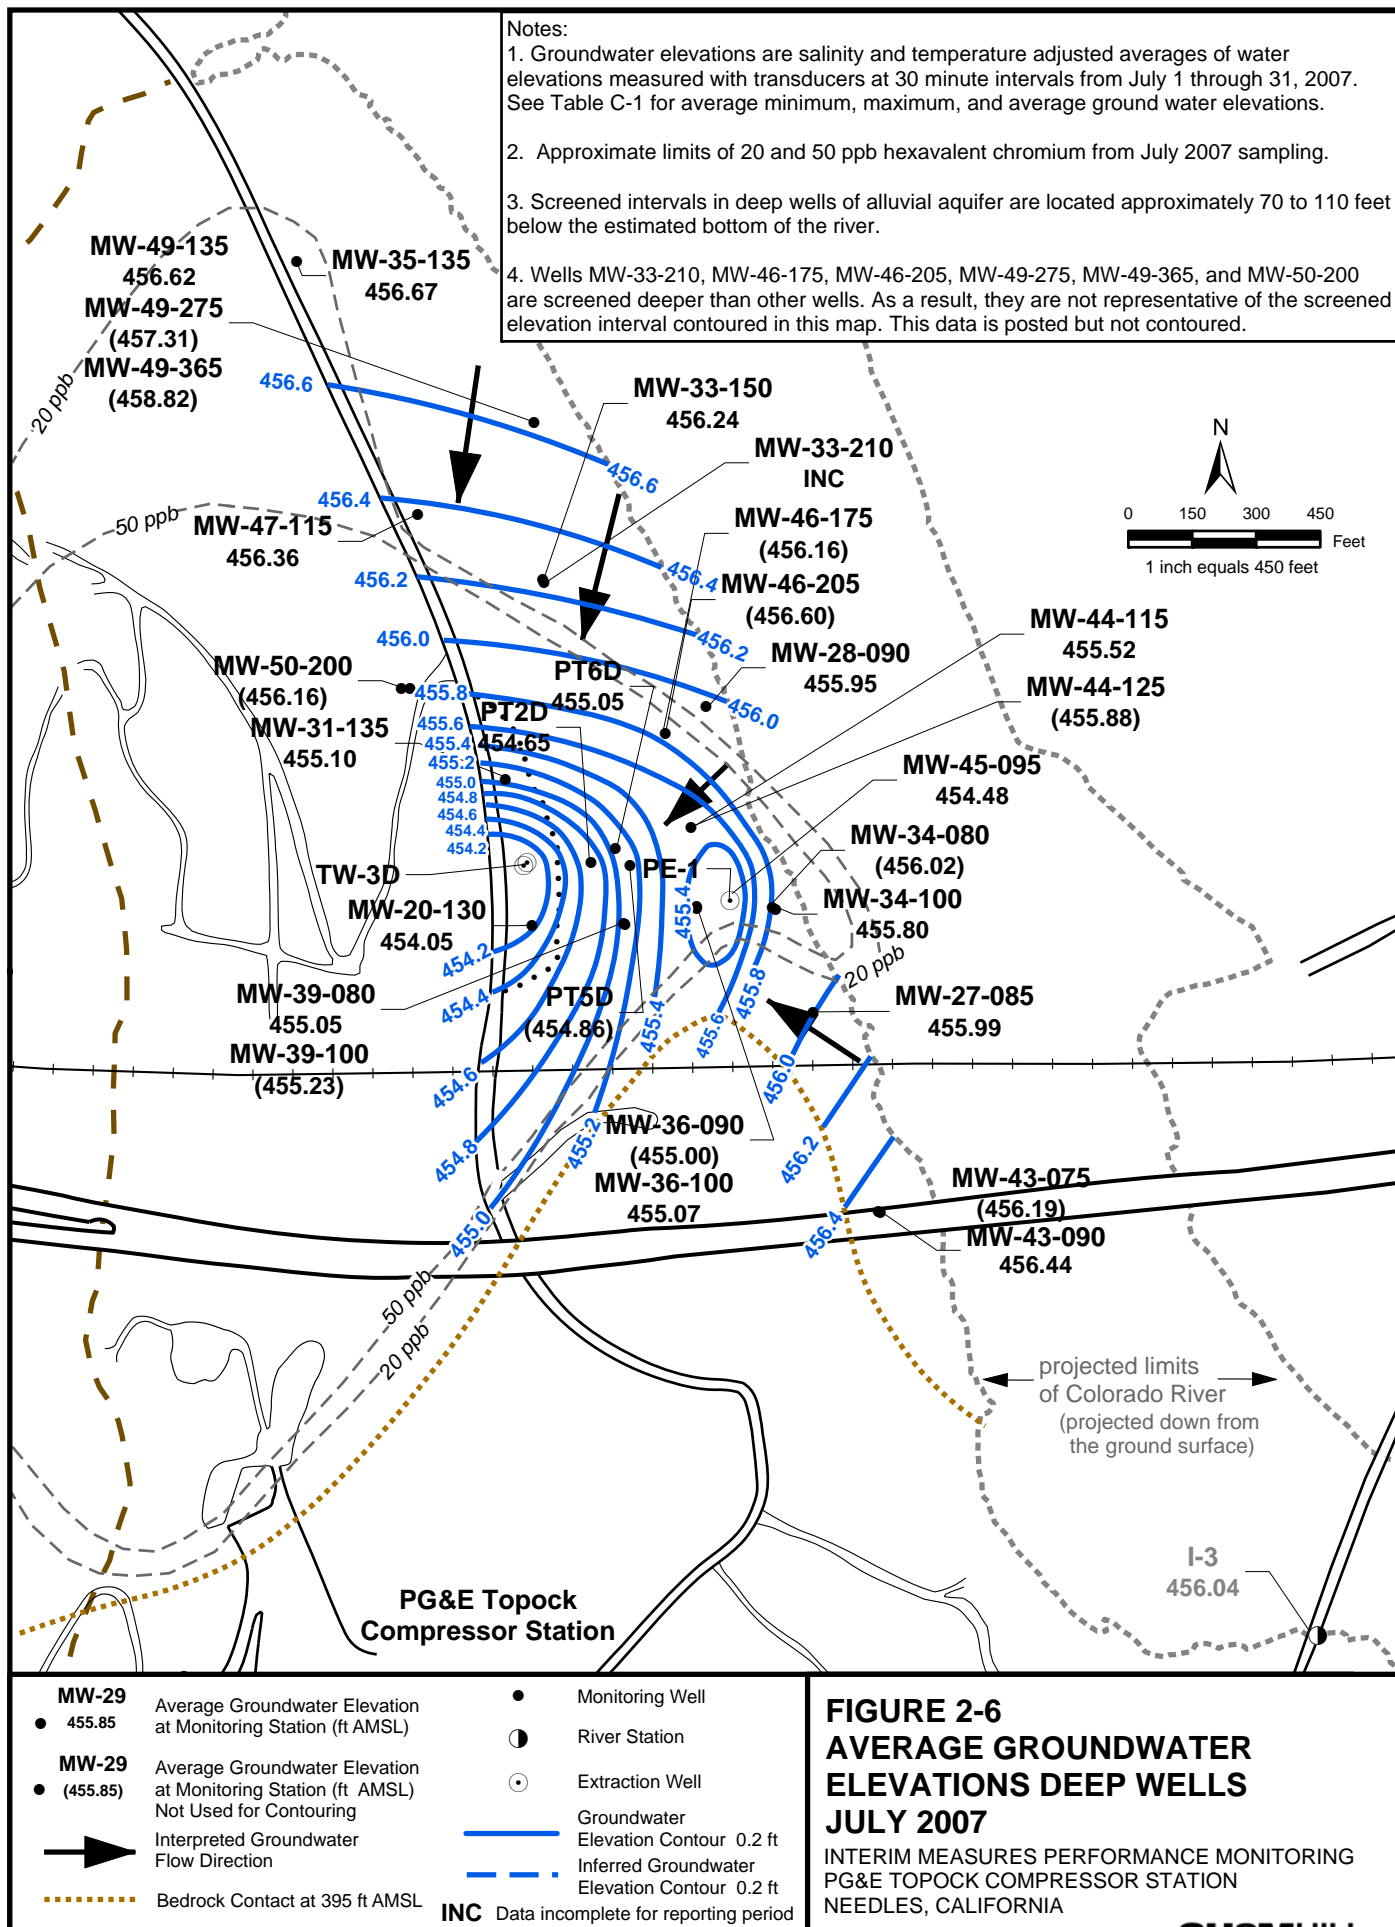 Notes:
1. Groundwater elevations are salinity and temperature adjusted averages of water
elevations measured with transducers at 30 minute intervals from July 1 through 31, 2007.
See Table C-1 for average minimum, maximum, and average ground water elevations.
2. Approximate limits of 20 and 50 ppb hexavalent chromium from July 2007 sampling.
3. Screened intervals in deep wells of alluvial aquifer are located approximately 70 to 110 feet
below the estimated bottom of the river.
4. Wells MW-33-210, MW-46-175, MW-46-205, MW-49-275, MW-49-365, and MW-50-200
are screened deeper than other wells. As a result, they are not representative of the screened
elevation interval contoured in this map. This data is posted but not contoured.
MW-49-135
456.62
MW-49-275
(457.31)
MW-49-365
(458.82)
MW-35-135
456.67
20 ppb
456.6
456.6
MW-33-150
456.24
MW-33-210
INC
N
0 150 300 450
Feet
1 inch equals 450 feet
456.4
456.4
50 ppb
MW-47-115
456.36
MW-46-175
(456.16)
MW-46-205
(456.60)
456.2
456.2
MW-44-115
455.52
456.0
456.0
MW-28-090
455.95
MW-50-200
(456.16)
PT6D
455.05
MW-44-125
(455.88)
455.8
PT2D
454.65
MW-31-135
455.10
455.6
455.4
455.2
455.0
454.8
454.6
454.4
454.2
MW-45-095
454.48
MW-34-080
(456.02)
TW-3D
PE-1
MW-34-100
455.80
MW-20-130
454.05
455.4
454.2
20 ppb
454.4
MW-39-080
455.05
PT5D
(454.86)
455.8
455.4
455.6
MW-27-085
455.99
MW-39-100
(455.23)
454.6
456.0
454.8
455.2
MW-36-090
(455.00)
MW-36-100
455.07
456.2
MW-43-075
(456.19)
MW-43-090
456.44
455.0
456.4
50 ppb
20 ppb
projected limits
of Colorado River
(projected down from
the ground surface)
I-3
456.04
PG&E Topock
Compressor Station
MW-29
455.85
Average Groundwater Elevation
at Monitoring Station (ft AMSL)
MW-29
(455.85)
Average Groundwater Elevation
at Monitoring Station (ft AMSL)
Not Used for Contouring
Interpreted Groundwater
Flow Direction
Bedrock Contact at 395 ft AMSL
Monitoring Well
River Station
Extraction Well
Groundwater
Elevation Contour 0.2 ft
Inferred Groundwater
Elevation Contour 0.2 ft
INC Data incomplete for reporting period
FIGURE 2-6
AVERAGE GROUNDWATER
ELEVATIONS DEEP WELLS
JULY 2007
INTERIM MEASURES PERFORMANCE MONITORING
PG&E TOPOCK COMPRESSOR STATION
NEEDLES, CALIFORNIA